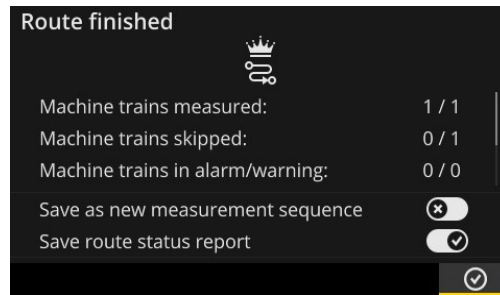 Route finished
Machine trains measured: 1 / 1
Machine trains skipped: 0 / 1
Machine trains in alarm/warning: 0 / 0
Save as new measurement sequence
Save route status report